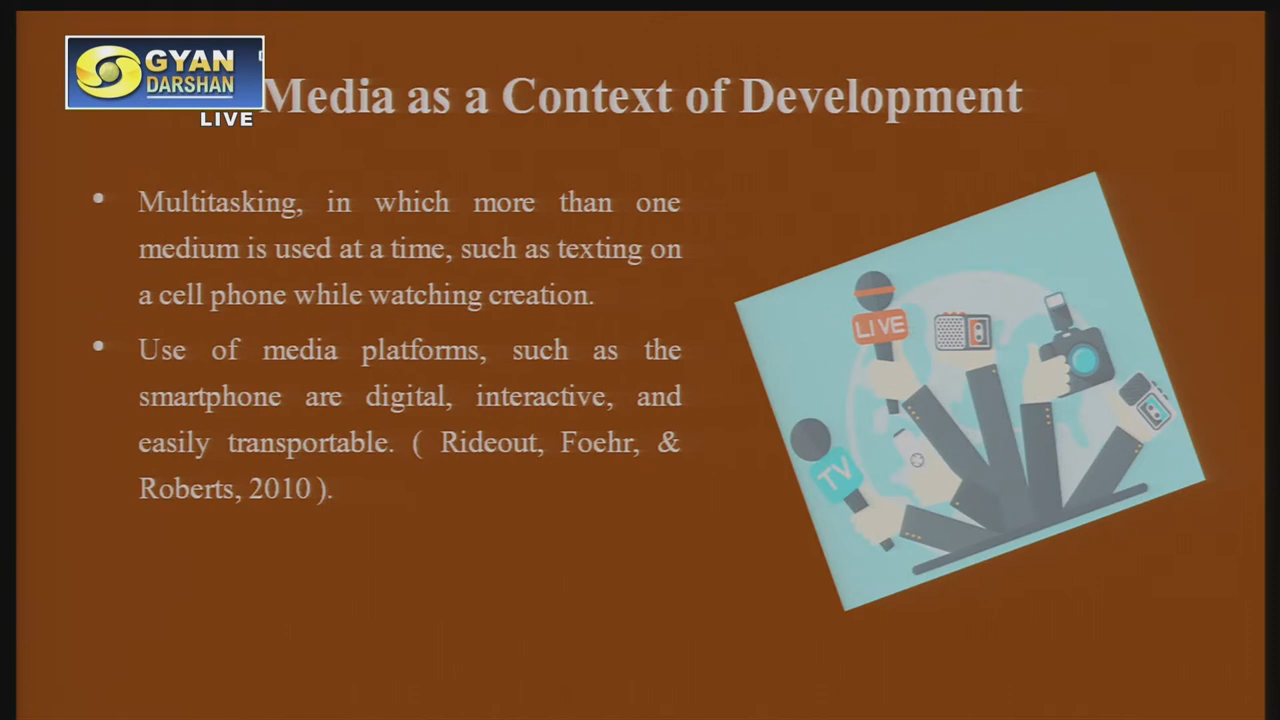 GYAN
DARSHAN
LIVE
Media as a Context of Development
• Multitasking, in which more than one
medium is used at a time, such as texting on
a cell phone while watching creation.
• Use of media platforms, such as the
smartphone are digital, interactive, and
easily transportable. ( Rideout, Foehr, &
Roberts, 2010 ).
LIVE
TV